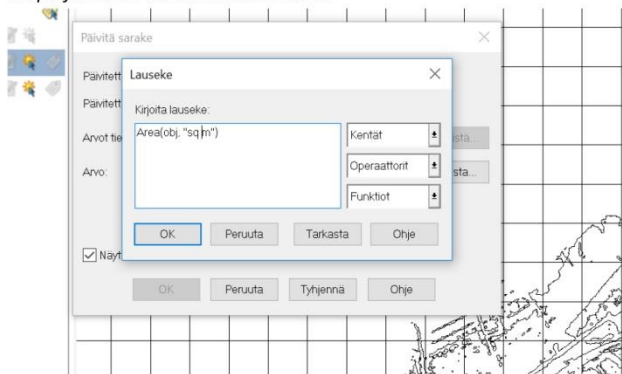 Päivitä sarake
Lauseke
Päivitett
Kirjoita lauseke:
Päivitett
Area(obj, "sq m")
Kentät
Arvot tie
Operaattorit
Arvo:
sta...
Funktiot
OK Peruuta Tarkasta Ohje
Näyt
OK Peruuta Tyhjennä Ohje